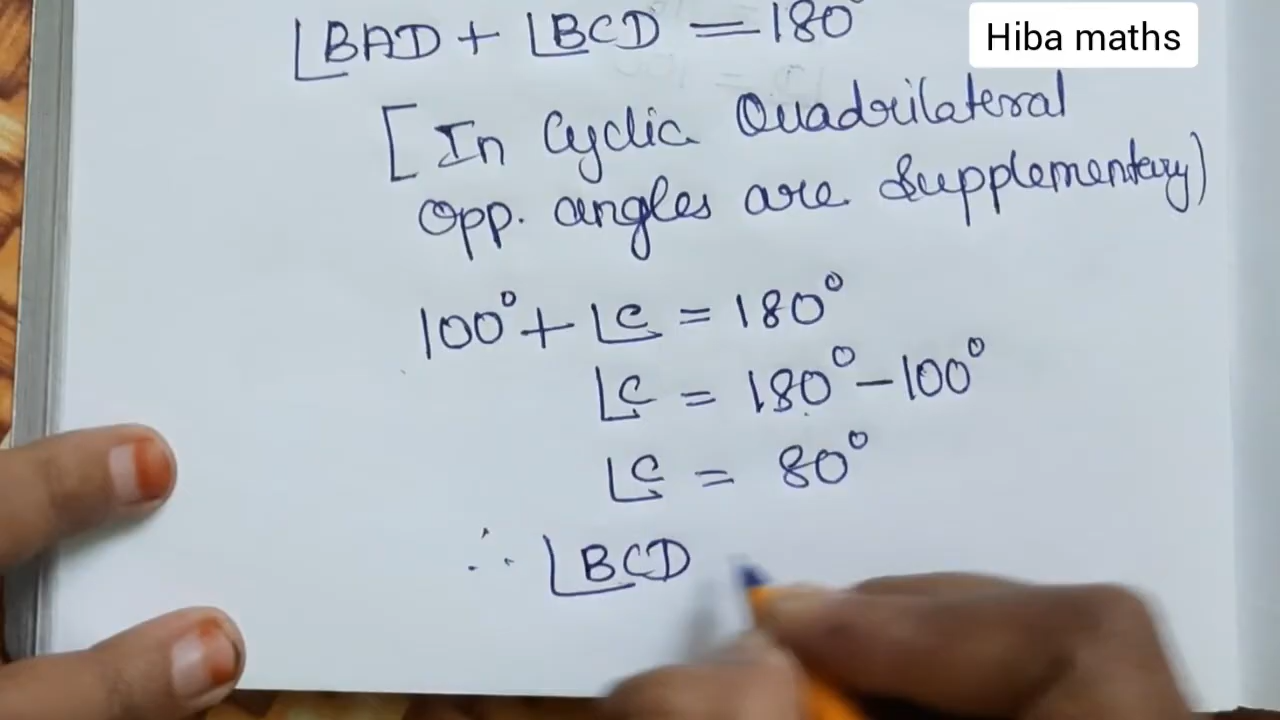 ∠BAD + ∠BCD = 180°
Hiba maths
[In Cyclic Quadrilateral
opp. angles are Supplementary)
100° + ∠C = 180°
∠C = 180° - 100°
∠C = 80°
∴ ∠BCD